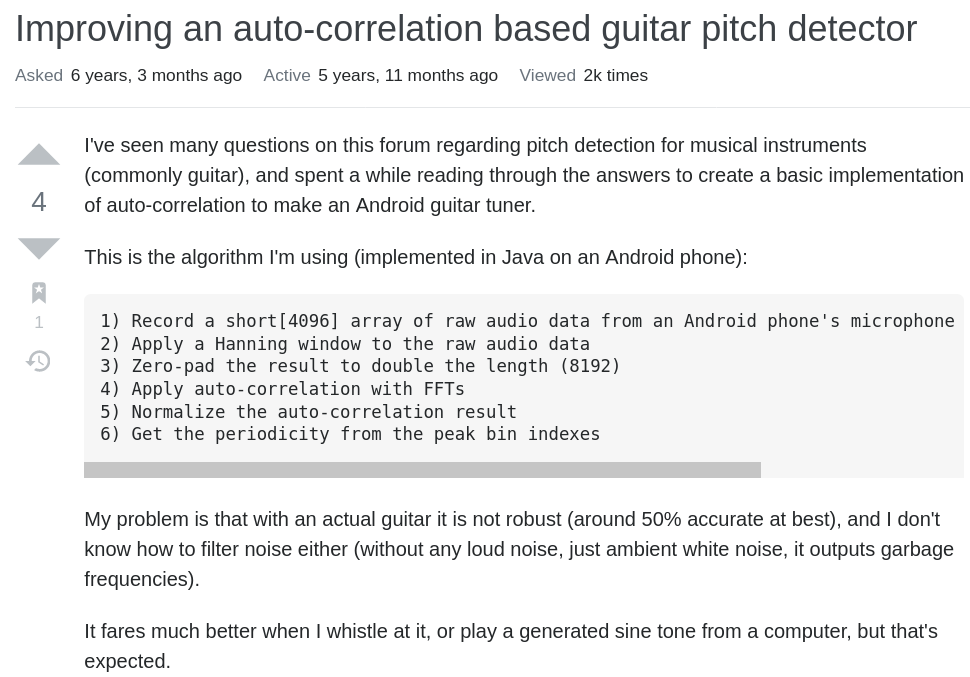 Improving an auto-correlation based guitar pitch detector
Asked 6 years, 3 months ago Active 5 years, 11 months ago Viewed 2k times
I've seen many questions on this forum regarding pitch detection for musical instruments
(commonly guitar), and spent a while reading through the answers to create a basic implementation
of auto-correlation to make an Android guitar tuner.
4
This is the algorithm I'm using (implemented in Java on an Android phone):
1
1) Record a short[4096] array of raw audio data from an Android phone's microphone
2) Apply a Hanning window to the raw audio data
3) Zero-pad the result to double the length (8192)
4) Apply auto-correlation with FFTs
5) Normalize the auto-correlation result
6) Get the periodicity from the peak bin indexes
My problem is that with an actual guitar it is not robust (around 50% accurate at best), and I don't
know how to filter noise either (without any loud noise, just ambient white noise, it outputs garbage
frequencies).
It fares much better when I whistle at it, or play a generated sine tone from a computer, but that's
expected.